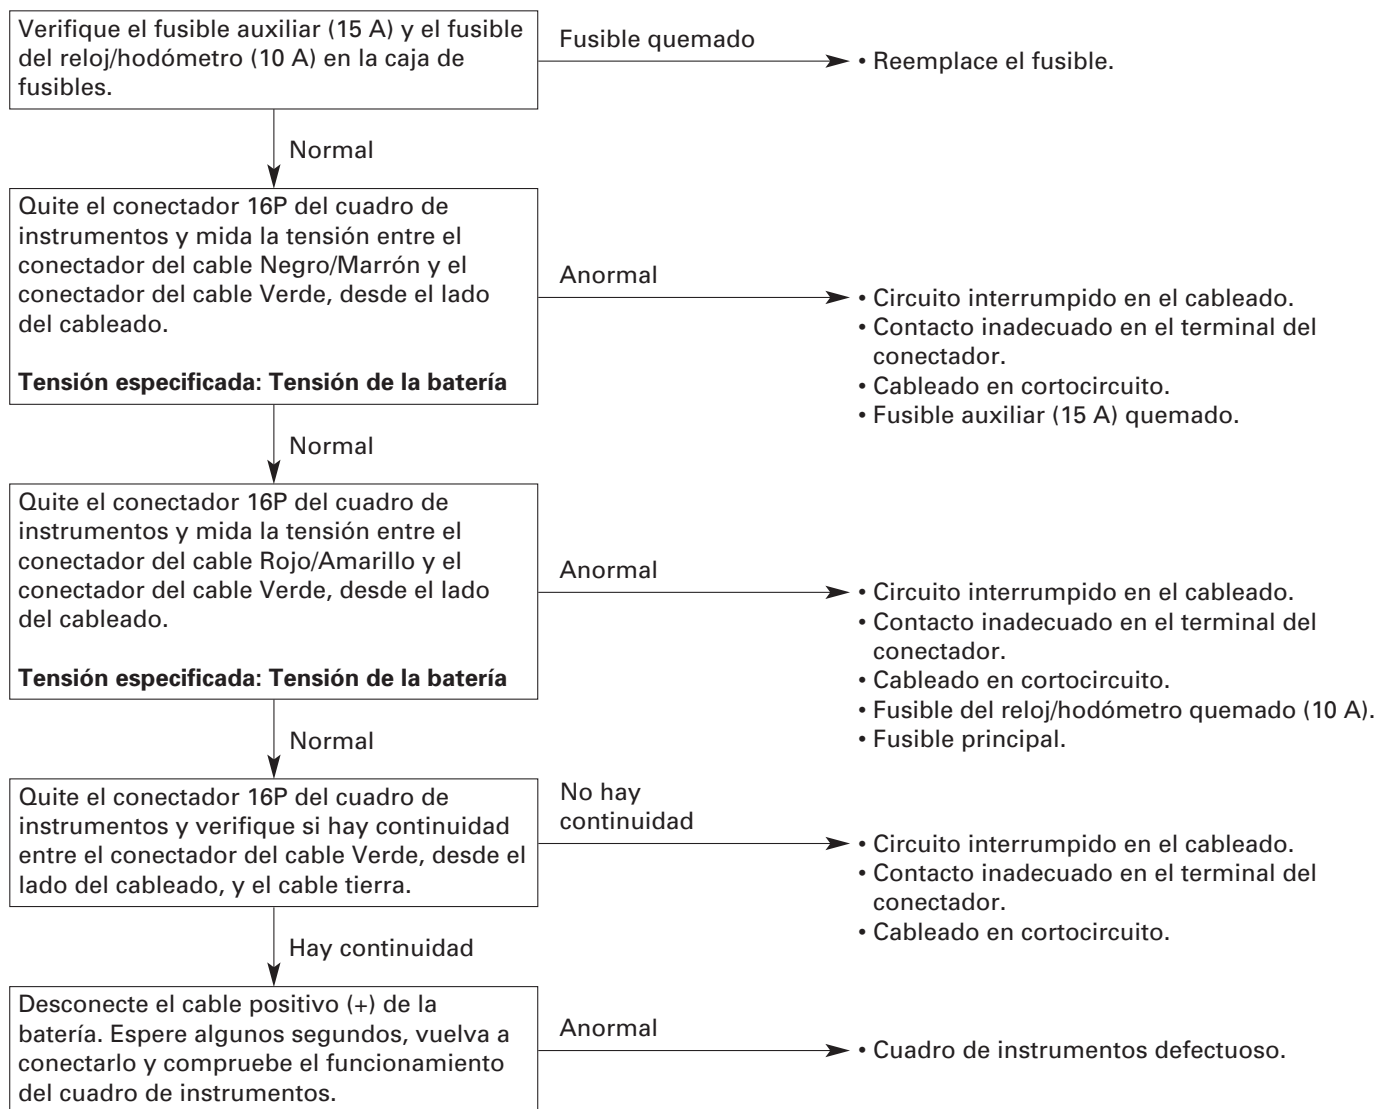 Verifique el fusible auxiliar (15 A) y el fusible
del reloj/hodómetro (10 A) en la caja de
fusibles.
Fusible quemado
• Reemplace el fusible.
Normal
Quite el conectador 16P del cuadro de
instrumentos y mida la tensión entre el
conectador del cable Negro/Marrón y el
conectador del cable Verde, desde el lado
del cableado.
Tensión especificada: Tensión de la batería
Anormal
• Circuito interrumpido en el cableado.
• Contacto inadecuado en el terminal del
conectador.
• Cableado en cortocircuito.
• Fusible auxiliar (15 A) quemado.
Normal
Quite el conectador 16P del cuadro de
instrumentos y mida la tensión entre el
conectador del cable Rojo/Amarillo y el
conectador del cable Verde, desde el lado
del cableado.
Tensión especificada: Tensión de la batería
Anormal
• Circuito interrumpido en el cableado.
• Contacto inadecuado en el terminal del
conectador.
• Cableado en cortocircuito.
• Fusible del reloj/hodómetro quemado (10 A).
• Fusible principal.
Normal
Quite el conectador 16P del cuadro de
instrumentos y verifique si hay continuidad
entre el conectador del cable Verde, desde el
lado del cableado, y el cable tierra.
No hay
continuidad
• Circuito interrumpido en el cableado.
• Contacto inadecuado en el terminal del
conectador.
• Cableado en cortocircuito.
Hay continuidad
Desconecte el cable positivo (+) de la
batería. Espere algunos segundos, vuelva a
conectarlo y compruebe el funcionamiento
del cuadro de instrumentos.
Anormal
• Cuadro de instrumentos defectuoso.